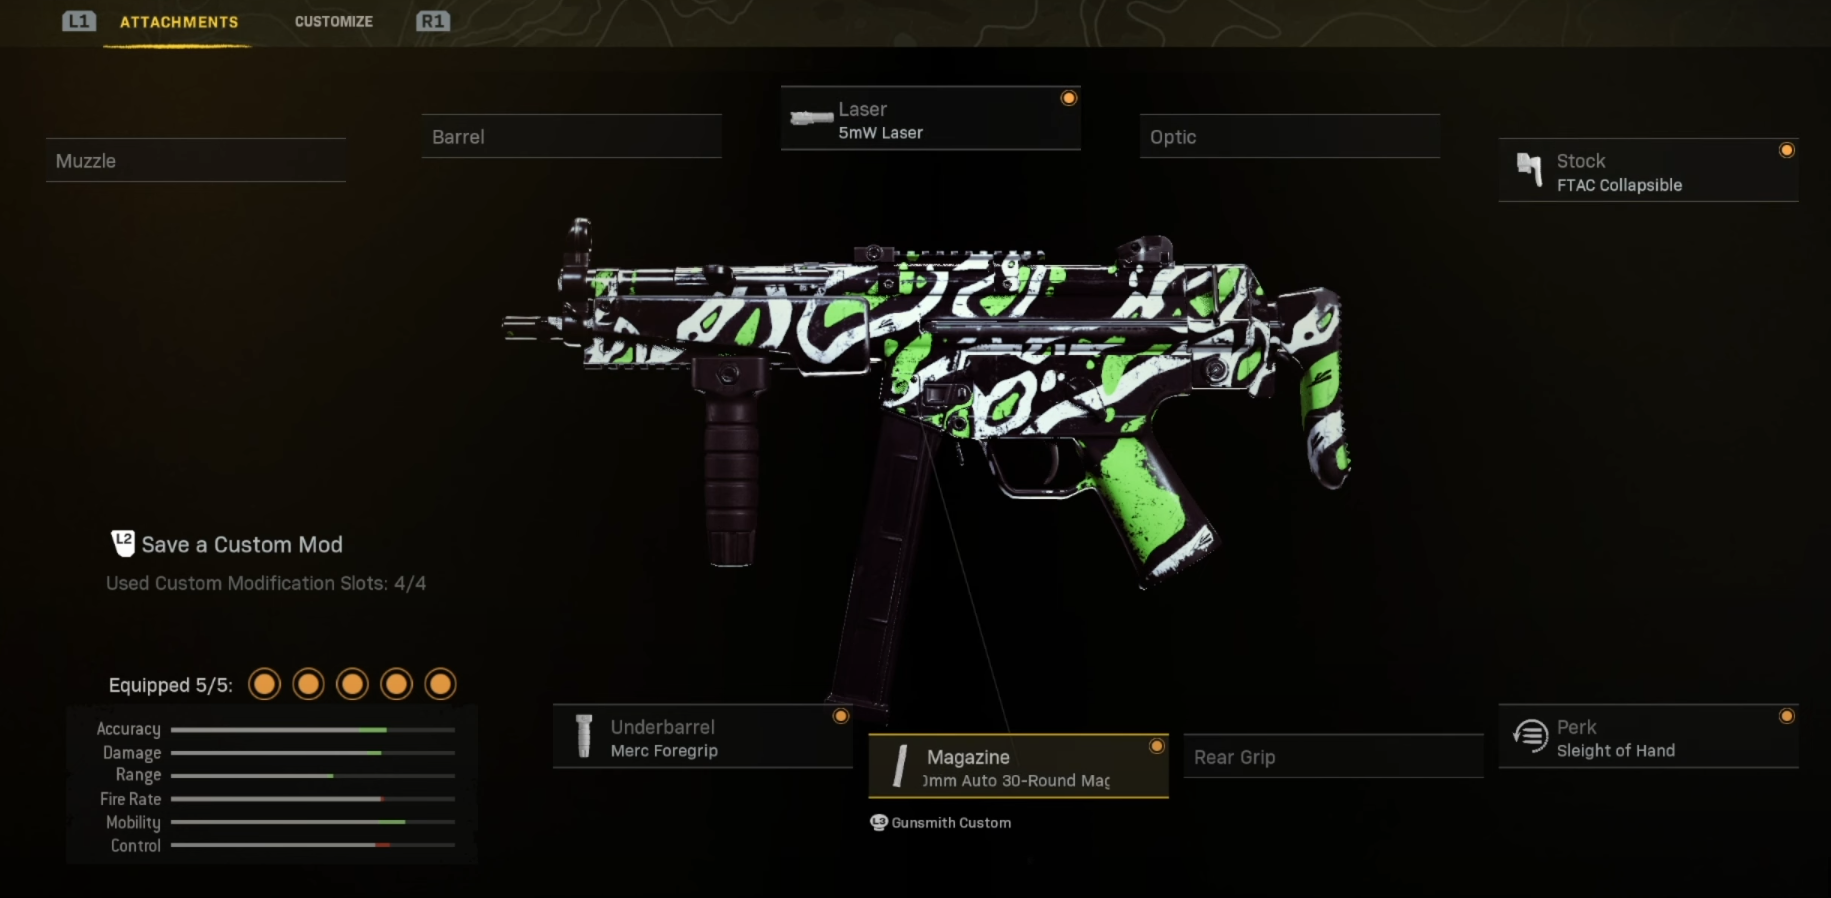 L1 ATTACHMENTS CUSTOMIZE R1
Muzzle
Barrel
Laser
5mW Laser
Optic
Stock
FTAC Collapsible
L2 Save a Custom Mod
Used Custom Modification Slots: 4/4
Equipped 5/5:
Accuracy
Damage
Range
Fire Rate
Mobility
Control
Underbarrel
Merc Foregrip
Magazine
mm Auto 30-Round Mag
L3 Gunsmith Custom
Rear Grip
Perk
Sleight of Hand